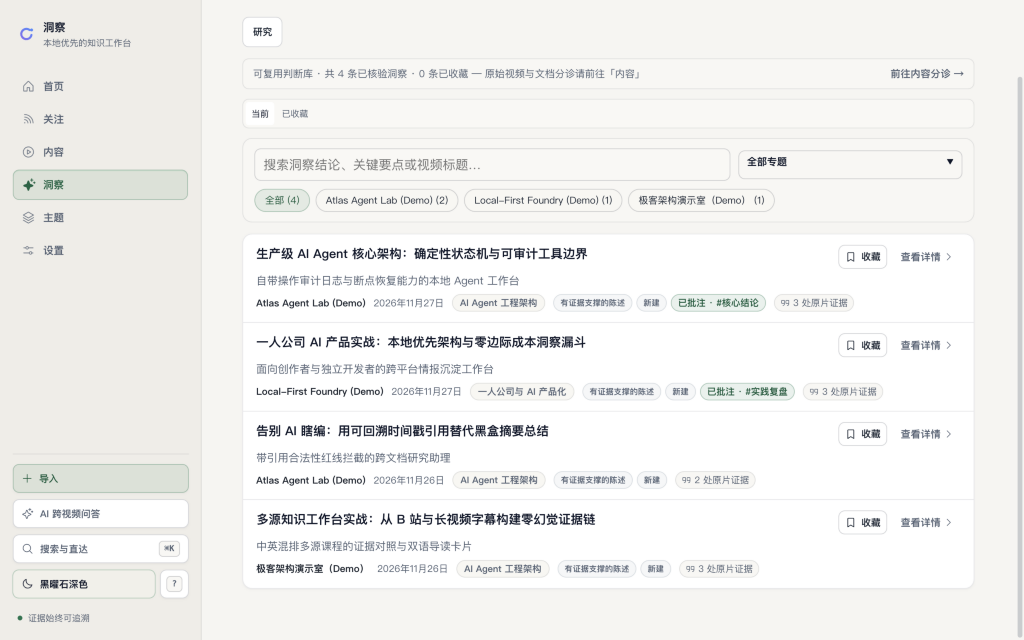 洞察
本地优先的知识工作台
首页
关注
内容
洞察
主题
设置
导入
AI 跨视频问答
搜索与直达 ⌘K
黑曜石深色 ?
证据始终可追溯
研究
可复用判断库 · 共 4 条已核验洞察 · 0 条已收藏 — 原始视频与文档分诊请前往「内容」 前往内容分诊 →
当前 已收藏
搜索洞察结论、关键要点或视频标题… 全部专题 ▼
全部 (4) Atlas Agent Lab (Demo) (2) Local-First Foundry (Demo) (1) 极客架构演示室（Demo） (1)
生产级 AI Agent 核心架构：确定性状态机与可审计工具边界 收藏 查看详情
自带操作审计日志与断点恢复能力的本地 Agent 工作台
Atlas Agent Lab (Demo) 2026年11月27日 AI Agent 工程架构 有证据支撑的陈述 新建 已批注 · #核心结论 3 处原片证据
一人公司 AI 产品实战：本地优先架构与零边际成本洞察漏斗 收藏 查看详情
面向创作者与独立开发者的跨平台情报沉淀工作台
Local-First Foundry (Demo) 2026年11月27日 一人公司与 AI 产品化 有证据支撑的陈述 新建 已批注 · #实践复盘 3 处原片证据
告别 AI 瞎编：用可回溯时间戳引用替代黑盒摘要总结 收藏 查看详情
带引用合法性红线拦截的跨文档研究助理
Atlas Agent Lab (Demo) 2026年11月26日 AI Agent 工程架构 有证据支撑的陈述 新建 2 处原片证据
多源知识工作台实战：从 B 站与长视频字幕构建零幻觉证据链 收藏 查看详情
中英混排多源课程的证据对照与双语导读卡片
极客架构演示室（Demo） 2026年11月26日 AI Agent 工程架构 有证据支撑的陈述 新建 3 处原片证据